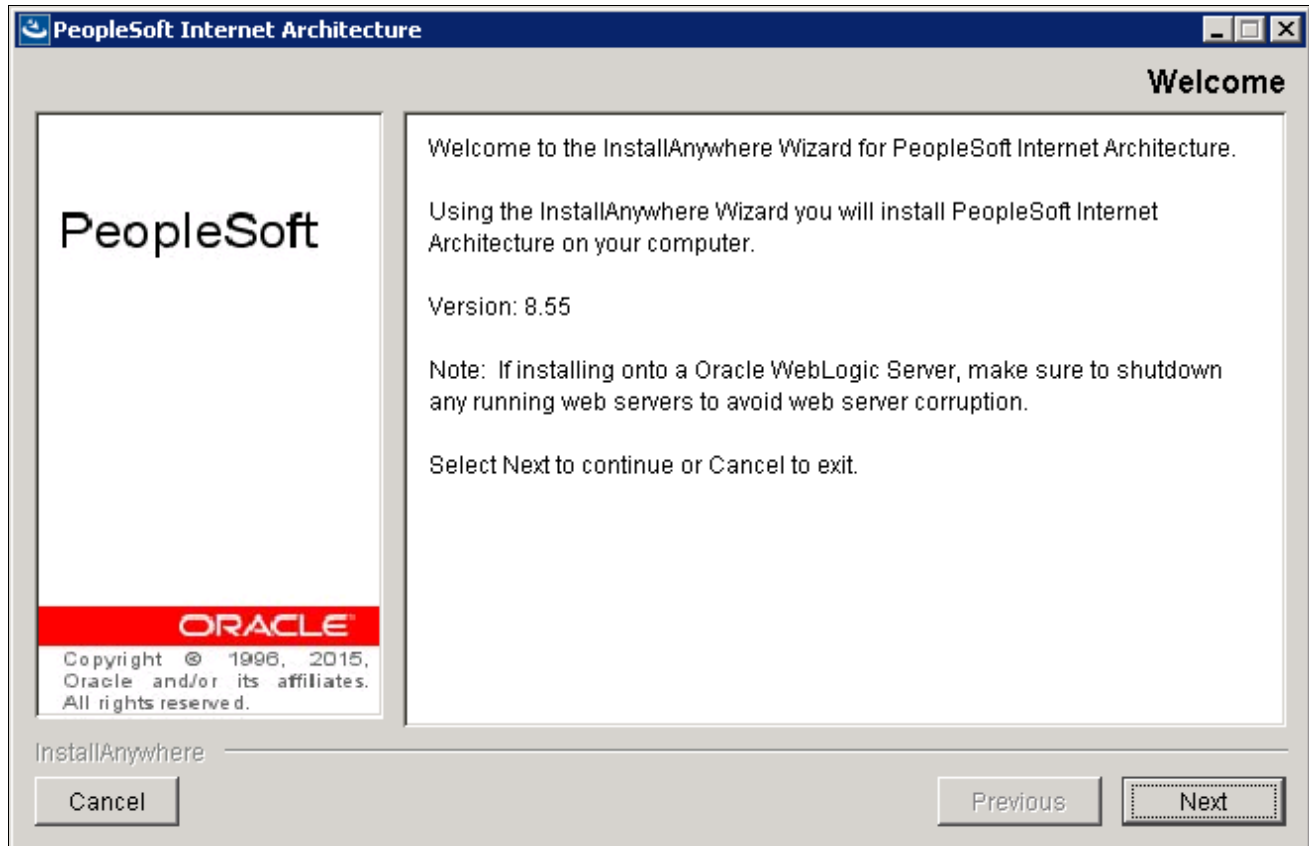 PeopleSoft Internet Architecture
Welcome
PeopleSoft
ORACLE
Copyright © 1996, 2015,
Oracle and/or its affiliates.
All rights reserved.
Welcome to the InstallAnywhere Wizard for PeopleSoft Internet Architecture.
Using the InstallAnywhere Wizard you will install PeopleSoft Internet
Architecture on your computer.
Version: 8.55
Note: If installing onto a Oracle WebLogic Server, make sure to shutdown
any running web servers to avoid web server corruption.
Select Next to continue or Cancel to exit.
InstallAnywhere
Cancel
Previous
Next